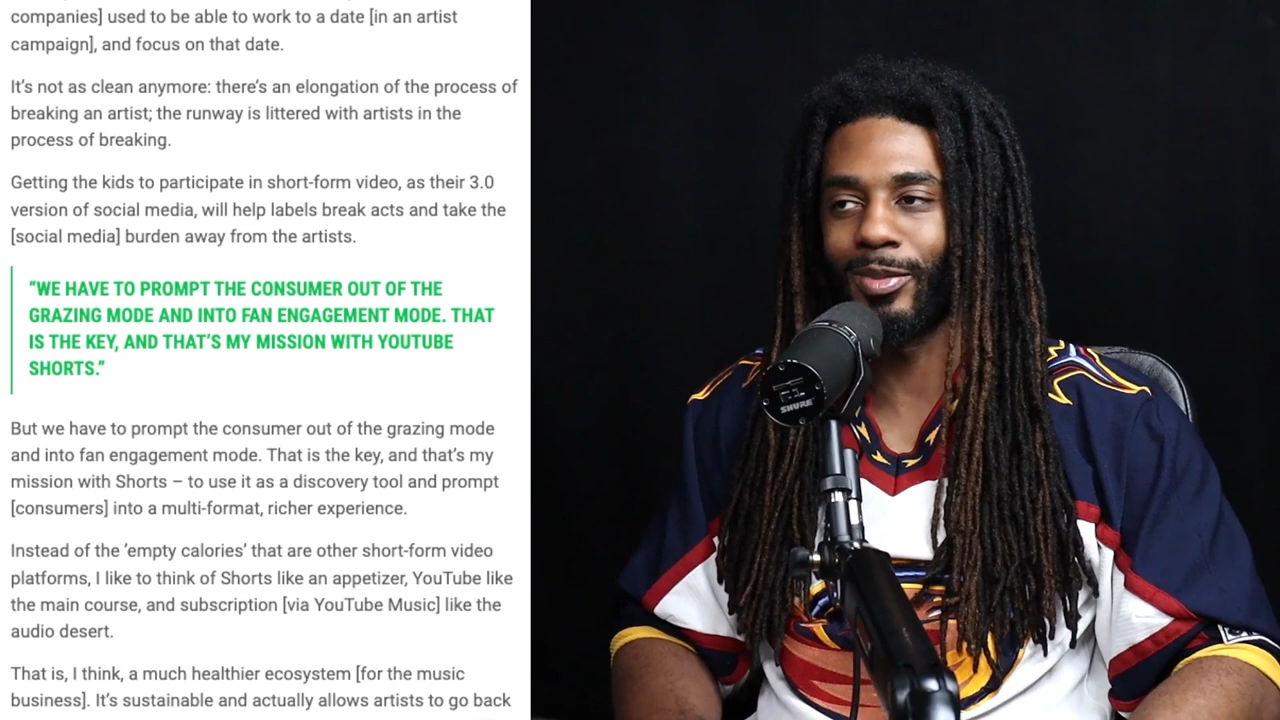 companies] used to be able to work to a date [in an artist
campaign], and focus on that date.
It’s not as clean anymore: there’s an elongation of the process of
breaking an artist; the runway is littered with artists in the
process of breaking.
Getting the kids to participate in short-form video, as their 3.0
version of social media, will help labels break acts and take the
[social media] burden away from the artists.
“WE HAVE TO PROMPT THE CONSUMER OUT OF THE
GRAZING MODE AND INTO FAN ENGAGEMENT MODE. THAT
IS THE KEY, AND THAT’S MY MISSION WITH YOUTUBE
SHORTS.”
But we have to prompt the consumer out of the grazing mode
and into fan engagement mode. That is the key, and that’s my
mission with Shorts – to use it as a discovery tool and prompt
[consumers] into a multi-format, richer experience.
Instead of the ‘empty calories’ that are other short-form video
platforms, I like to think of Shorts like an appetizer, YouTube like
the main course, and subscription [via YouTube Music] like the
audio desert.
That is, I think, a much healthier ecosystem [for the music
business]. It’s sustainable and actually allows artists to go back
SHURE